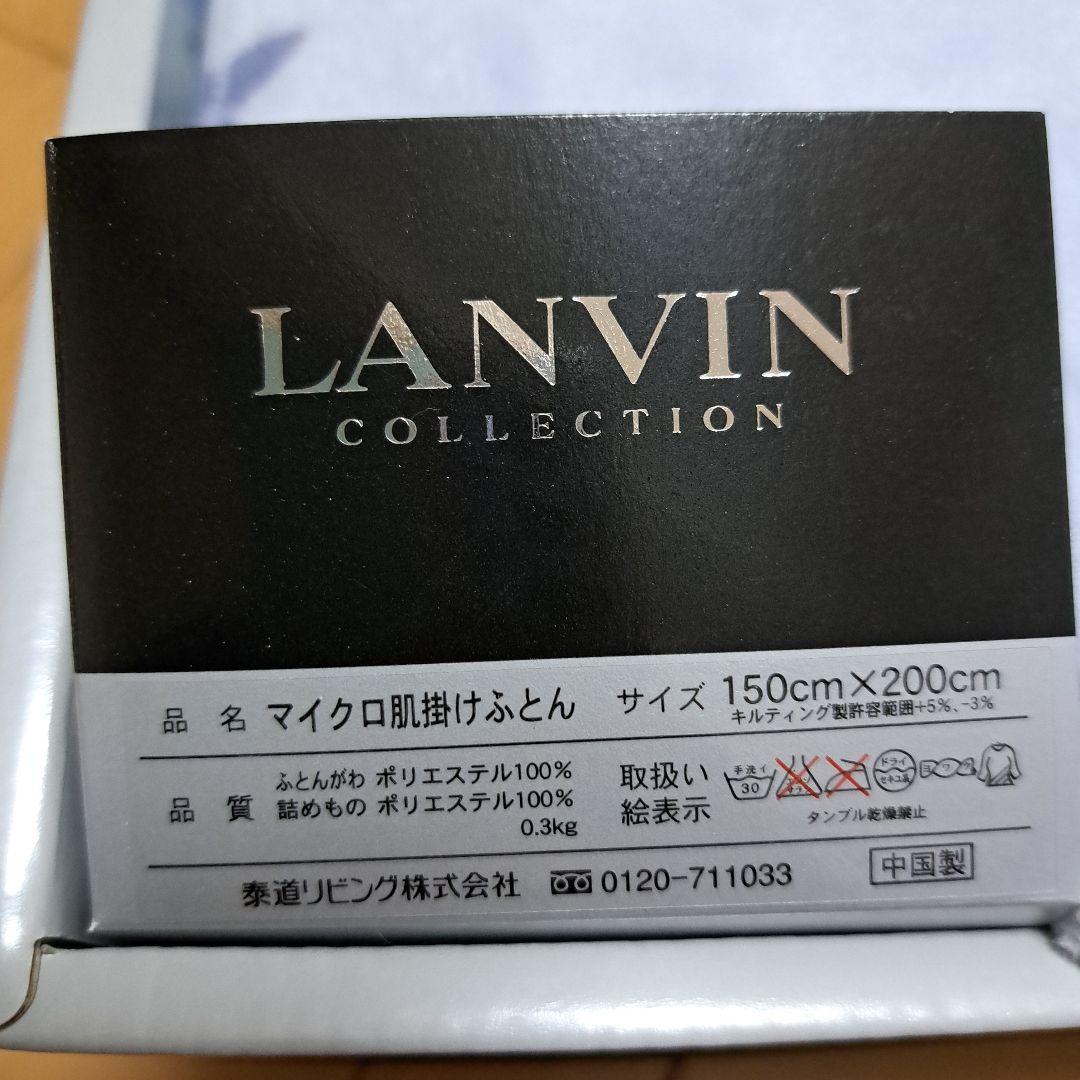 LANVIN
COLLECTION
品 名 マイクロ肌掛けふとん サイズ 150cm×200cm
キルティング製許容範囲+5%、-3%
品 質 ふとんがわ ポリエステル100%
詰めもの ポリエステル100%
0.3kg
取扱い
絵表示
手洗イ
30
ドライ
セキユ系
ヨワク
タンブル乾燥禁止
泰道リビング株式会社 0120-711033 中国製